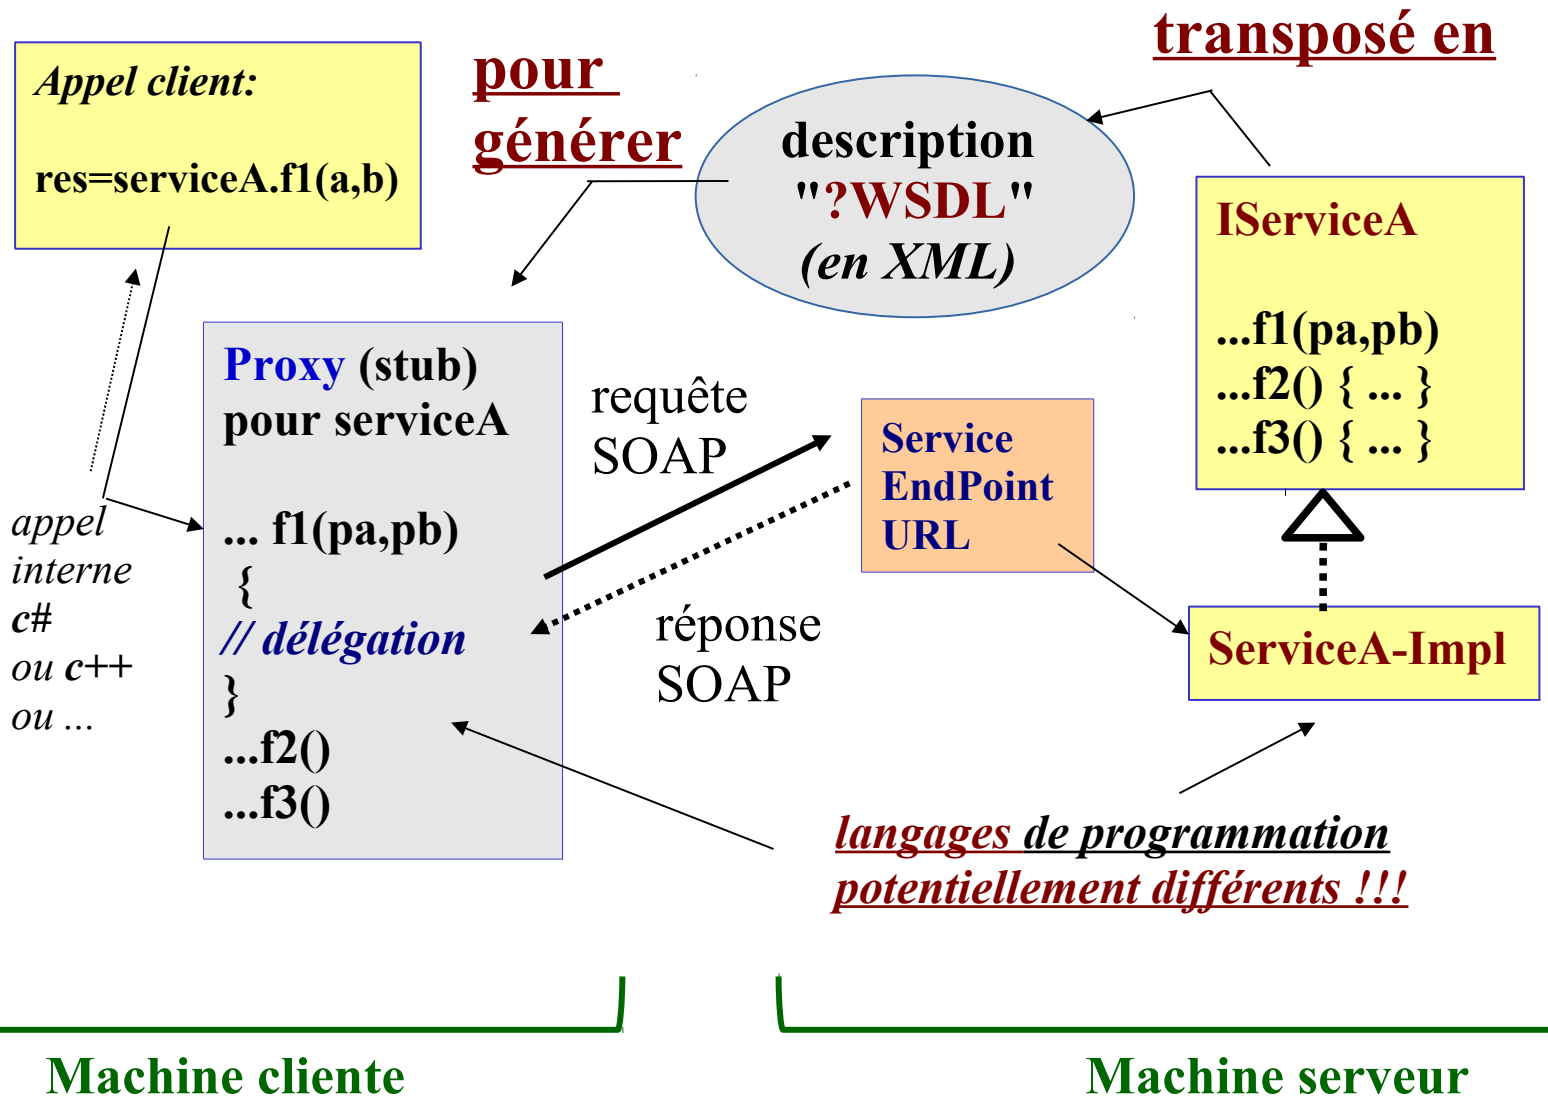 Appel client:
res=serviceA.f1(a,b)
pour
générer
description
"?WSDL"
(en XML)
transposé en
IServiceA
...f1(pa,pb)
...f2() { ... }
...f3() { ... }
Proxy (stub)
pour serviceA
... f1(pa,pb)
{
// délégation
}
...f2()
...f3()
requête
SOAP
réponse
SOAP
Service
EndPoint
URL
ServiceA-Impl
appel
interne
c#
ou c++
ou ...
langages de programmation
potentiellement différents !!!
Machine cliente
Machine serveur